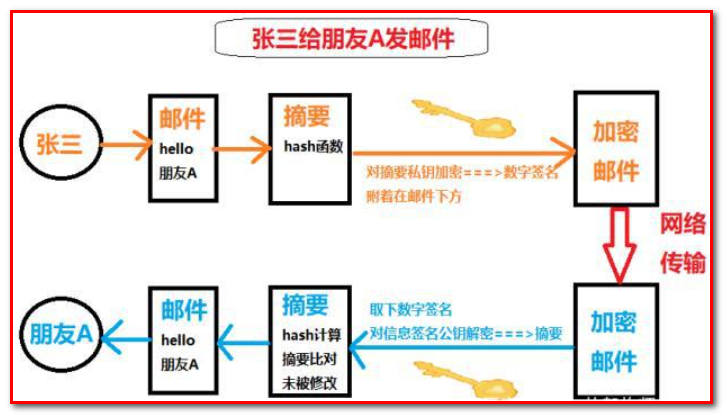 张三给朋友A发邮件
张三
邮件
hello
朋友A
摘要
hash函数
对摘要私钥加密===>数字签名
附着在邮件下方
加密
邮件
网络
传输
朋友A
邮件
hello
朋友A
摘要
hash计算
摘要比对
未被修改
取下数字签名
对信息签名公钥解密===>摘要
加密
邮件